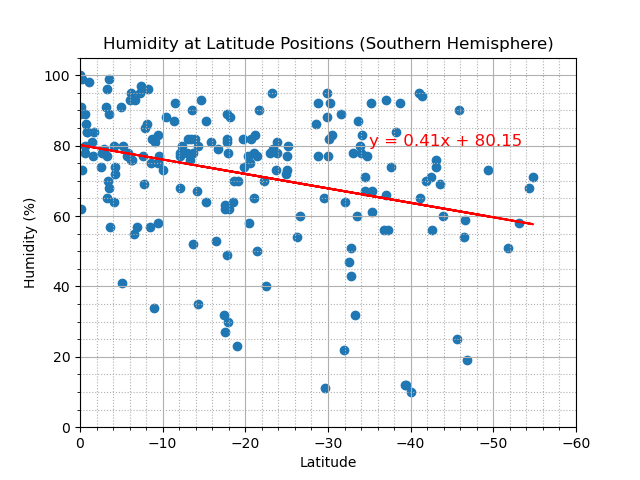 Humidity at Latitude Positions (Southern Hemisphere)
100
80
60
40
20
0
Humidity (%)
y = 0.41x + 80.15
0 −10 −20 −30 −40 −50 −60
Latitude